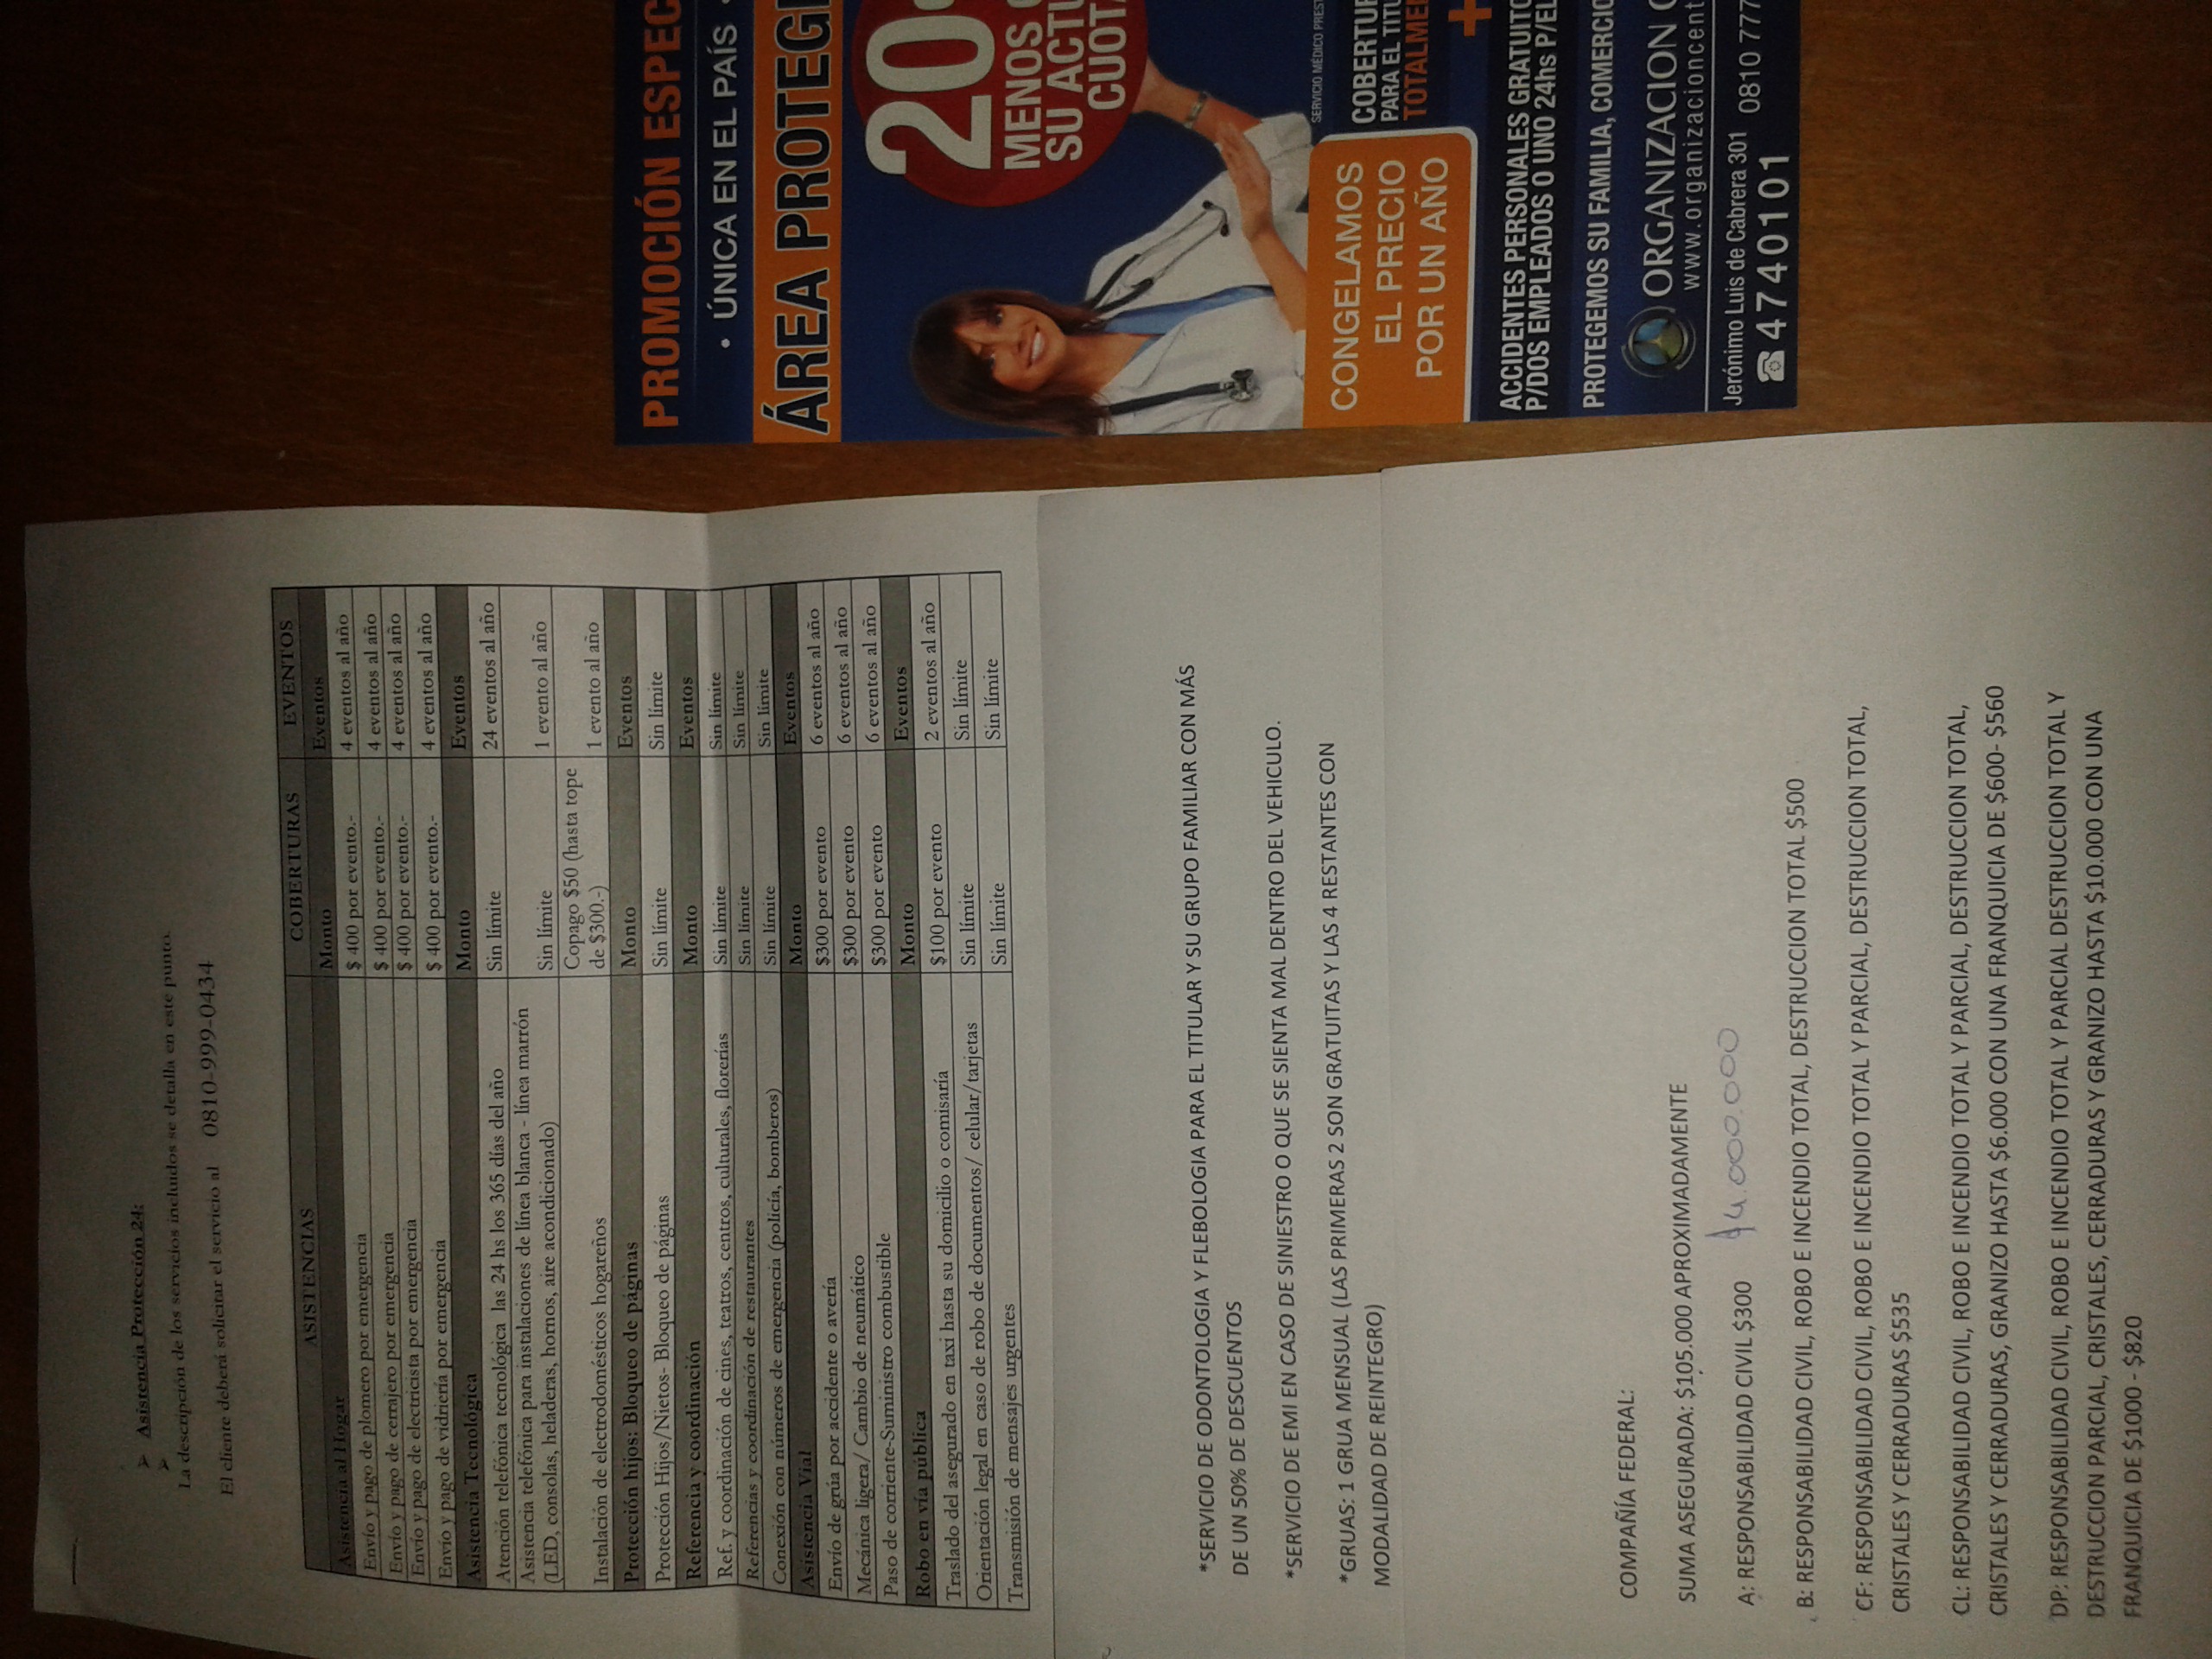 ➢ Asistencia Protección 24:
➢
La descripción de los servicios incluidos se detalla en este punto.
El cliente deberá solicitar el servicio al 0810-999-0434
ASISTENCIAS COBERTURAS EVENTOS
Asistencia al Hogar Monto Eventos
Envío y pago de plomero por emergencia $ 400 por evento.- 4 eventos al año
Envío y pago de cerrajero por emergencia $ 400 por evento.- 4 eventos al año
Envío y pago de electricista por emergencia $ 400 por evento.- 4 eventos al año
Envío y pago de vidriería por emergencia $ 400 por evento.- 4 eventos al año
Asistencia Tecnológica Monto Eventos
Atención telefónica tecnológica las 24 hs los 365 días del año Sin límite 24 eventos al año
Asistencia telefónica para instalaciones de línea blanca - línea marrón
(LED, consolas, heladeras, hornos, aire acondicionado) Sin límite 1 evento al año
Copago $50 (hasta tope
Instalación de electrodomésticos hogareños de $300.-) 1 evento al año
Protección hijos: Bloqueo de páginas Monto Eventos
Protección Hijos/Nietos- Bloqueo de páginas Sin límite Sin límite
Referencia y coordinación Monto Eventos
Ref. y coordinación de cines, teatros, centros, culturales, florerías Sin límite Sin límite
Referencias y coordinación de restaurantes Sin límite Sin límite
Conexión con números de emergencia (policía, bomberos) Sin límite Sin límite
Asistencia Vial Monto Eventos
Envío de grúa por accidente o avería $300 por evento 6 eventos al año
Mecánica ligera/ Cambio de neumático $300 por evento 6 eventos al año
Paso de corriente-Suministro combustible $300 por evento 6 eventos al año
Robo en vía pública Monto Eventos
Traslado del asegurado en taxi hasta su domicilio o comisaría $100 por evento 2 eventos al año
Orientación legal en caso de robo de documentos/ celular/tarjetas Sin límite Sin límite
Transmisión de mensajes urgentes Sin límite Sin límite
*SERVICIO DE ODONTOLOGIA Y FLEBOLOGIA PARA EL TITULAR Y SU GRUPO FAMILIAR CON MÁS
DE UN 50% DE DESCUENTOS
*SERVICIO DE EMI EN CASO DE SINIESTRO O QUE SE SIENTA MAL DENTRO DEL VEHICULO.
*GRUAS: 1 GRUA MENSUAL (LAS PRIMERAS 2 SON GRATUITAS Y LAS 4 RESTANTES CON
MODALIDAD DE REINTEGRO)
COMPAÑÍA FEDERAL:
SUMA ASEGURADA: $105.000 APROXIMADAMENTE
A: RESPONSABILIDAD CIVIL $300 $4.000.000
B: RESPONSABILIDAD CIVIL, ROBO E INCENDIO TOTAL, DESTRUCCION TOTAL $500
CF: RESPONSABILIDAD CIVIL, ROBO E INCENDIO TOTAL Y PARCIAL, DESTRUCCION TOTAL,
CRISTALES Y CERRADURAS $535
CL: RESPONSABILIDAD CIVIL, ROBO E INCENDIO TOTAL Y PARCIAL, DESTRUCCION TOTAL,
CRISTALES Y CERRADURAS, GRANIZO HASTA $6.000 CON UNA FRANQUICIA DE $600- $560
DP: RESPONSABILIDAD CIVIL, ROBO E INCENDIO TOTAL Y PARCIAL DESTRUCCION TOTAL Y
DESTRUCCION PARCIAL, CRISTALES, CERRADURAS Y GRANIZO HASTA $10.000 CON UNA
FRANQUICIA DE $1000 - $820
PROMOCIÓN ESPEC
• ÚNICA EN EL PAÍS •
ÁREA PROTEG
20
MENOS
SU ACTU
CUOT
SERVICIO MÉDICO PREST
CONGELAMOS
EL PRECIO
POR UN AÑO
COBERTUR
PARA EL TITU
TOTALME
+
ACCIDENTES PERSONALES GRATUITO
P/DOS EMPLEADOS O UNO 24hs P/EL
PROTEGEMOS SU FAMILIA, COMERCIO
ORGANIZACION C
www.organizacioncent
Jerónimo Luis de Cabrera 301 0810 777
☎ 4740101